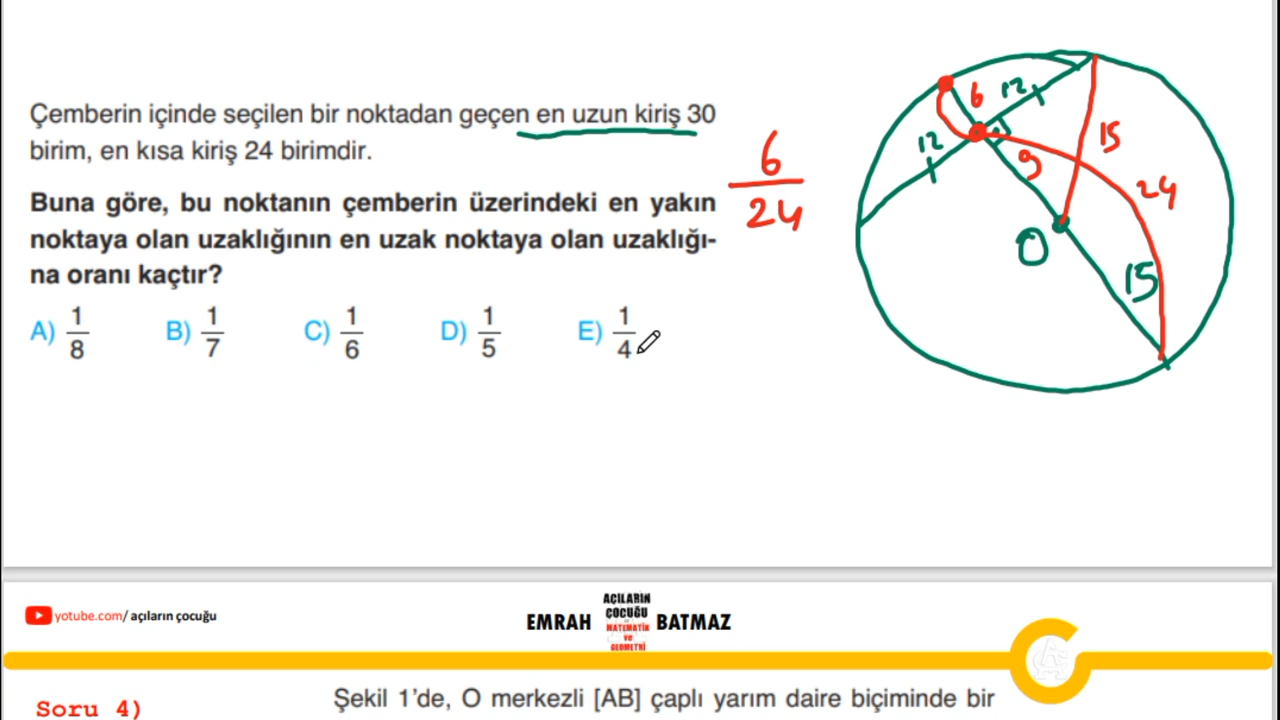 Çemberin içinde seçilen bir noktadan geçen en uzun kiriş 30
birim, en kısa kiriş 24 birimdir.
Buna göre, bu noktanın çemberin üzerindeki en yakın
noktaya olan uzaklığının en uzak noktaya olan uzaklığı-
na oranı kaçtır?
A) 1/8 B) 1/7 C) 1/6 D) 1/5 E) 1/4
6/24
6
12
12
9
15
24
O
15
yotube.com/ açıların çocuğu
EMRAH
AÇILARIN
ÇOCUĞU
MATEMATİK
ve
GEOMETRİ
BATMAZ
Soru 4)
Şekil 1'de, O merkezli [AB] çaplı yarım daire biçiminde bir